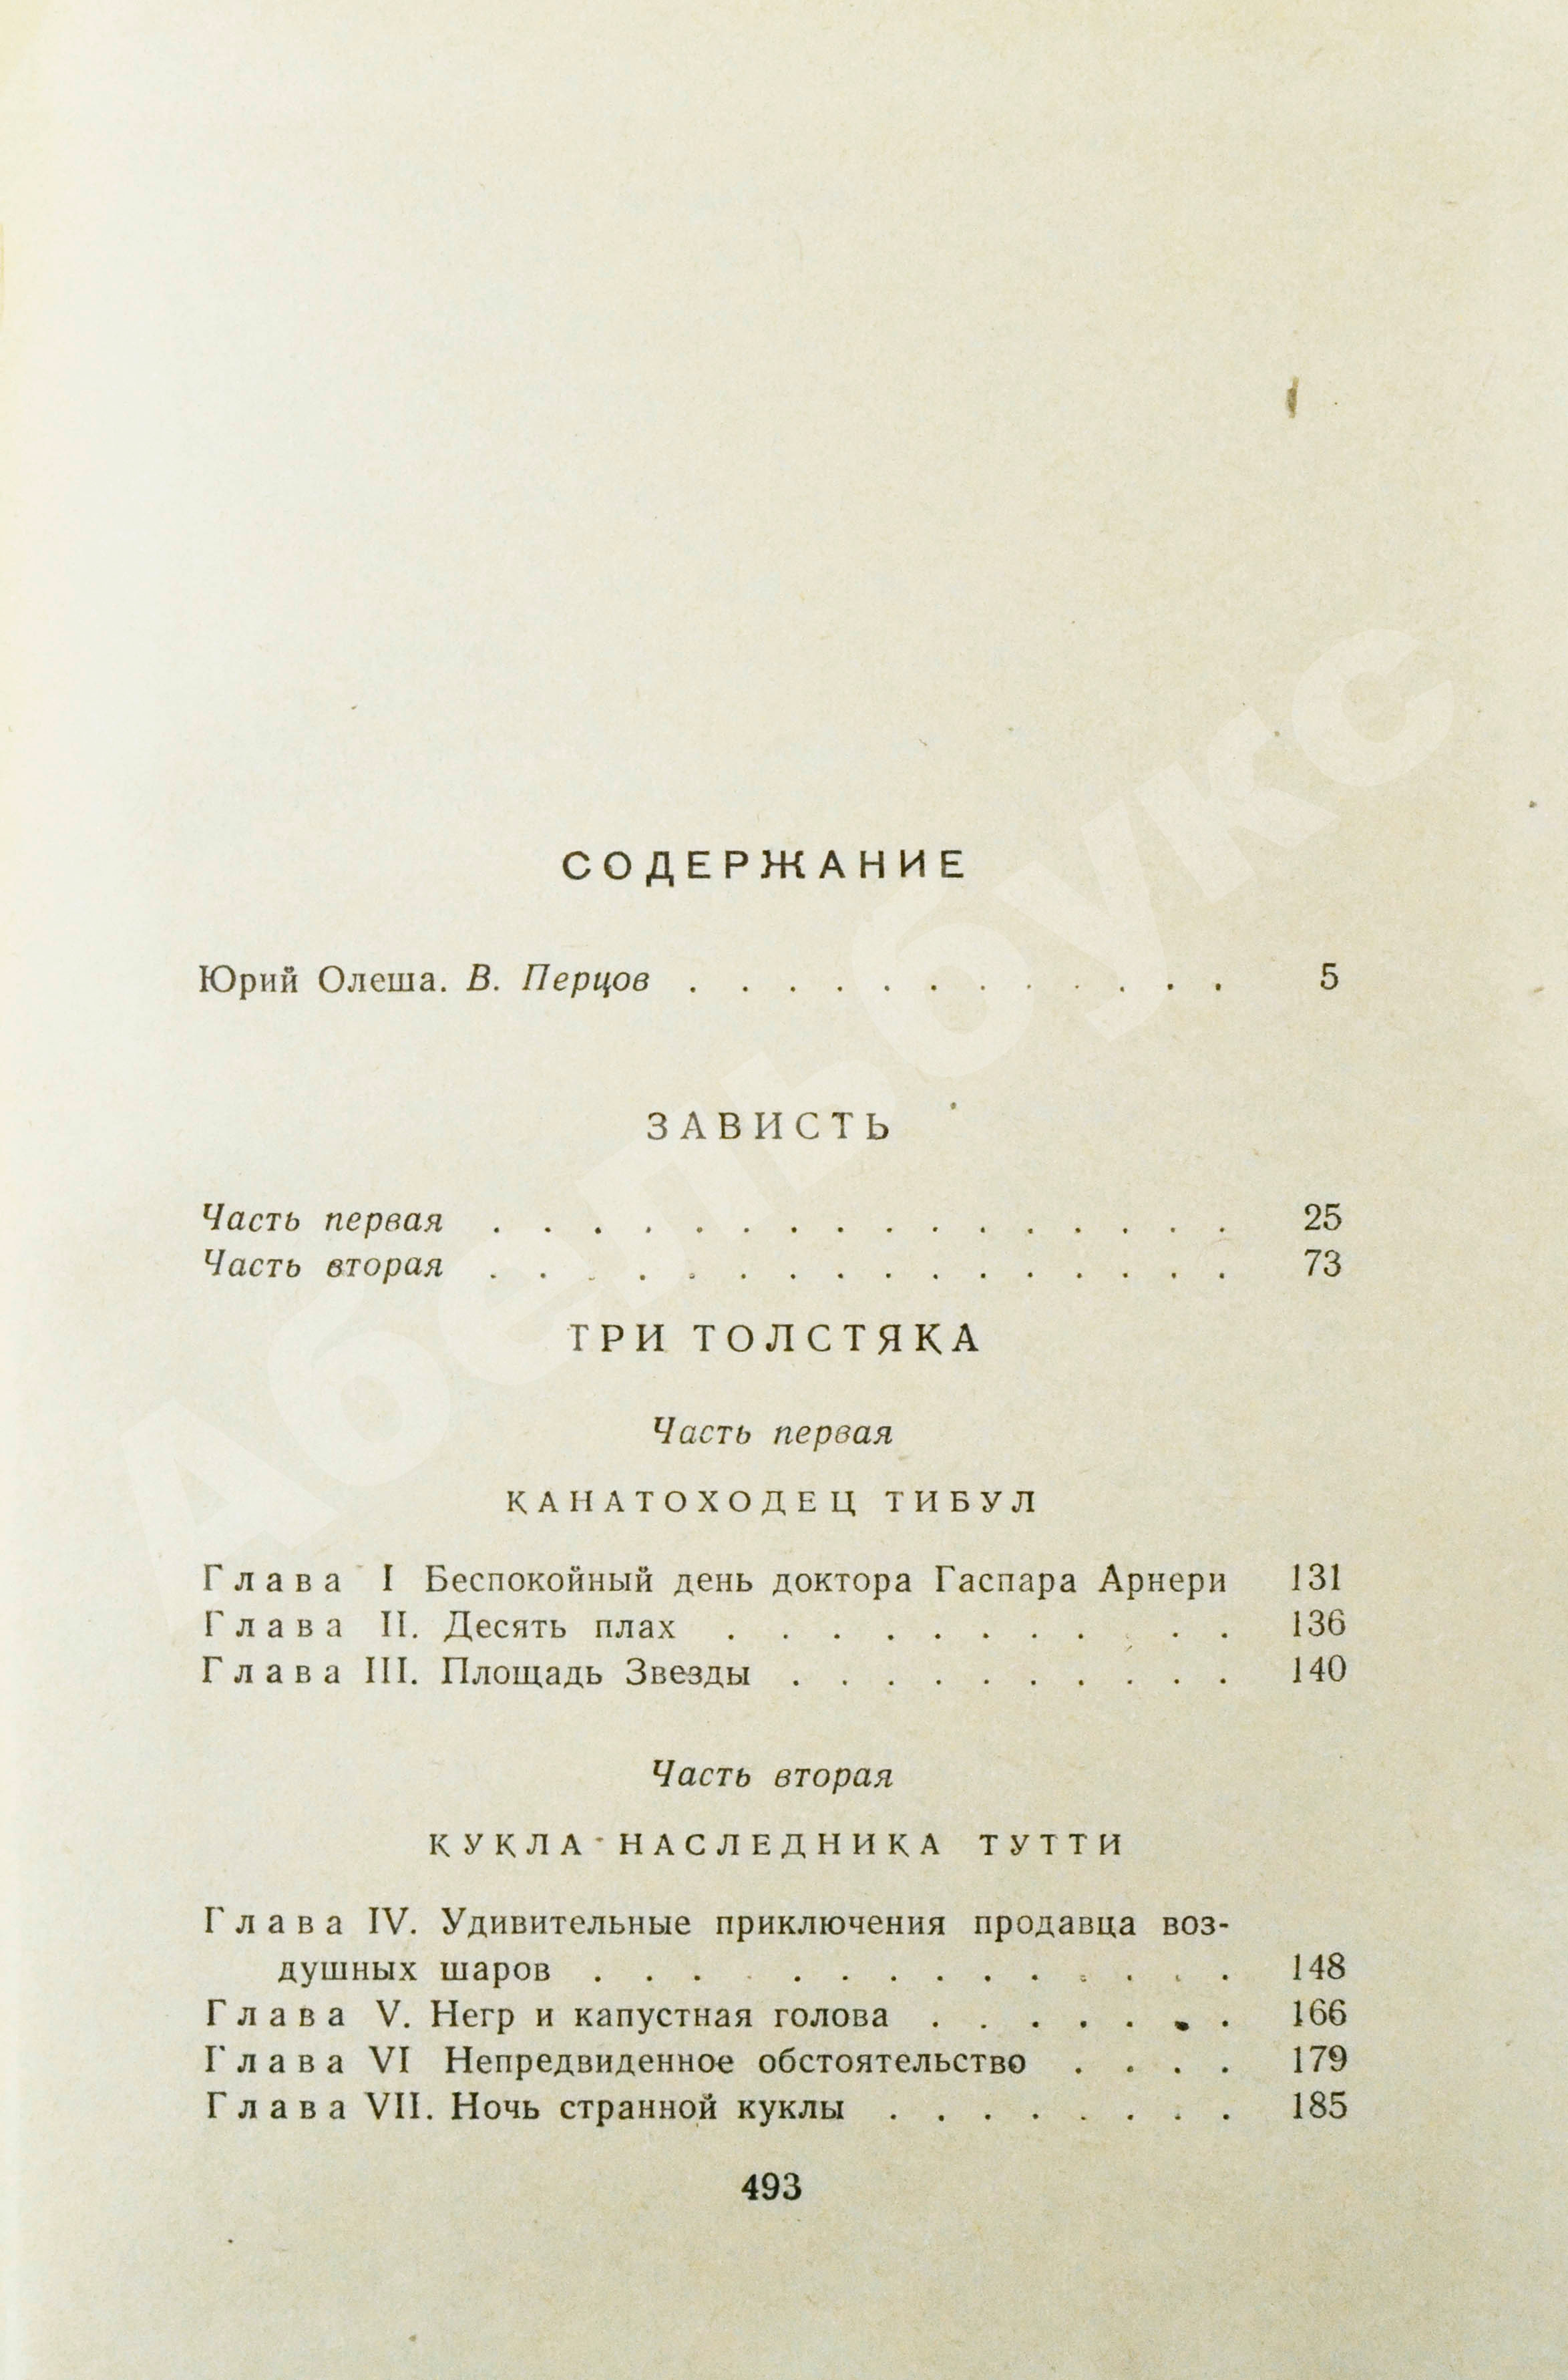 СОДЕРЖАНИЕ
Юрий Олеша. В. Перцов . . . . . . . . . . . . 5
ЗАВИСТЬ
Часть первая . . . . . . . . . . . . . . . . 25
Часть вторая . . . . . . . . . . . . . . . . 73
ТРИ ТОЛСТЯКА
Часть первая
КАНАТОХОДЕЦ ТИБУЛ
Глава I Беспокойный день доктора Гаспара Арнери 131
Глава II. Десять плах . . . . . . . . . . . 136
Глава III. Площадь Звезды . . . . . . . . . . 140
Часть вторая
КУКЛА НАСЛЕДНИКА ТУТТИ
Глава IV. Удивительные приключения продавца воз-
душных шаров . . . . . . . . . . . . . 148
Глава V. Негр и капустная голова . . . . . . . 166
Глава VI Непредвиденное обстоятельство . . . . 179
Глава VII. Ночь странной куклы . . . . . . . . 185
493
Абельбукс